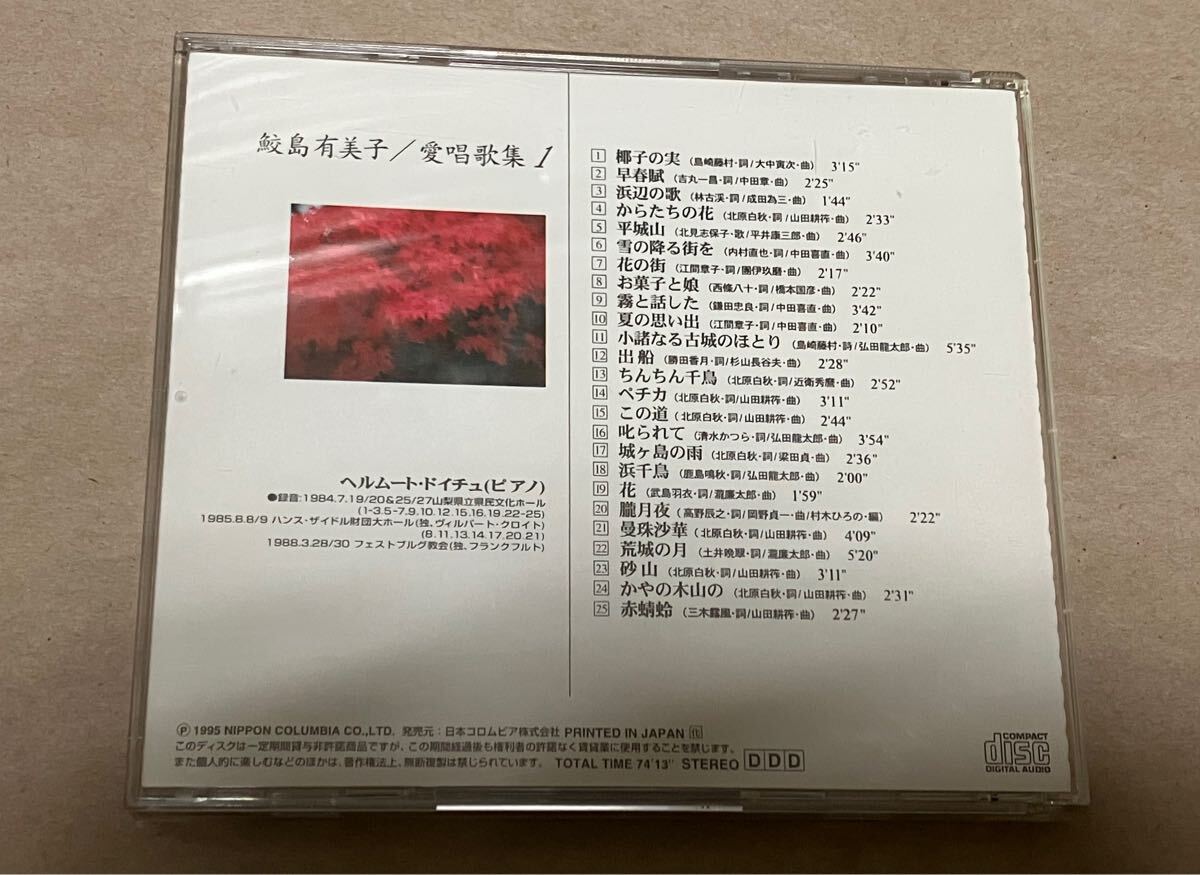 鮫島有美子／愛唱歌集1
ヘルムート・ドイチュ(ピアノ)
●録音:1984.7.19/20&25/27山梨県立県民文化ホール
(1-3.5-7.9.10.12.15.16.19.22-25)
1985.8.8/9 ハンス・ザイドル財団大ホール(独、ヴィルバート・クロイト)
(8.11.13.14.17.20.21)
1988.3.28/30 フェストブルグ教会(独、フランクフルト)
1 椰子の実 (島崎藤村・詞/大中寅次・曲) 3'15"
2 早春賦 (吉丸一昌・詞/中田章・曲) 2'25"
3 浜辺の歌 (林古溪・詞/成田為三・曲) 1'44"
4 からたちの花 (北原白秋・詞/山田耕筰・曲) 2'33"
5 平城山 (北見志保子・歌/平井康三郎・曲) 2'46"
6 雪の降る街を (内村直也・詞/中田喜直・曲) 3'40"
7 花の街 (江間章子・詞/團伊玖磨・曲) 2'17"
8 お菓子と娘 (西條八十・詞/橋本国彦・曲) 2'22"
9 霧と話した (鎌田忠良・詞/中田喜直・曲) 3'42"
10 夏の思い出 (江間章子・詞/中田喜直・曲) 2'10"
11 小諸なる古城のほとり (島崎藤村・詩/弘田龍太郎・曲) 5'35"
12 出船 (勝田香月・詞/杉山長谷夫・曲) 2'28"
13 ちんちん千鳥 (北原白秋・詞/近衛秀麿・曲) 2'52"
14 ペチカ (北原白秋・詞/山田耕筰・曲) 3'11"
15 この道 (北原白秋・詞/山田耕筰・曲) 2'44"
16 叱られて (清水かつら・詞/弘田龍太郎・曲) 3'54"
17 城ヶ島の雨 (北原白秋・詞/梁田貞・曲) 2'36"
18 浜千鳥 (鹿島鳴秋・詞/弘田龍太郎・曲) 2'00"
19 花 (武島羽衣・詞/瀧廉太郎・曲) 1'59"
20 朧月夜 (高野辰之・詞/岡野貞一・曲/村木ひろの・編) 2'22"
21 曼珠沙華 (北原白秋・詞/山田耕筰・曲) 4'09"
22 荒城の月 (土井晩翠・詞/瀧廉太郎・曲) 5'20"
23 砂山 (北原白秋・詞/山田耕筰・曲) 3'11"
24 かやの木山の (北原白秋・詞/山田耕筰・曲) 2'31"
25 赤蜻蛉 (三木露風・詞/山田耕筰・曲) 2'27"
Ⓟ 1995 NIPPON COLUMBIA CO.,LTD. 発売元：日本コロムビア株式会社 PRINTED IN JAPAN
このディスクは一定期間貸与非許諾商品ですが、この期間経過後も権利者の許諾なく賃貸業に使用することを禁じます。
また個人的に楽しむなどのほかは、著作権法上、無断複製は禁じられています。 TOTAL TIME 74'13" STEREO DDD
COMPACT
disc
DIGITAL AUDIO